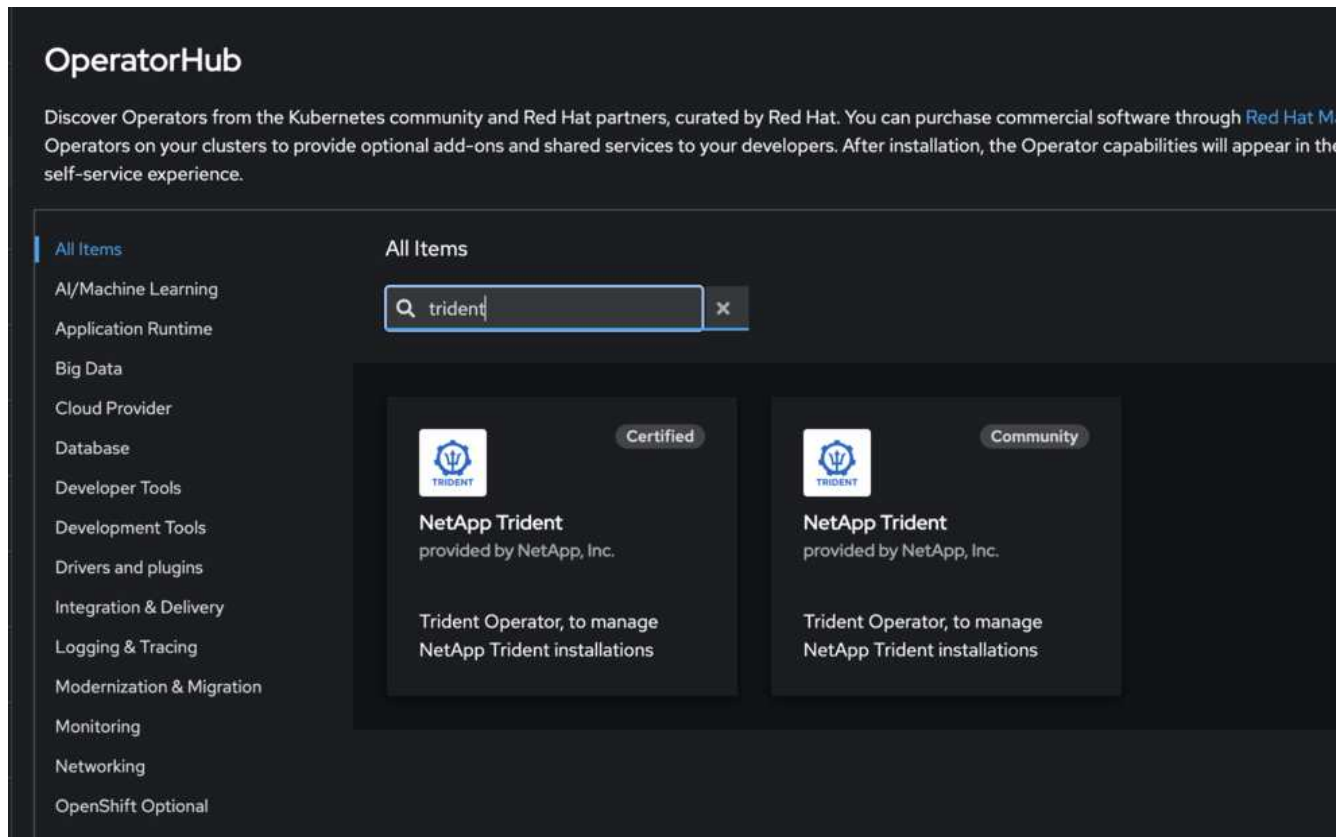 OperatorHub
Discover Operators from the Kubernetes community and Red Hat partners, curated by Red Hat. You can purchase commercial software through Red Hat
Operators on your clusters to provide optional add-ons and shared services to your developers. After installation, the Operator capabilities will appear in the
self-service experience.
All Items
AI/Machine Learning
Application Runtime
Big Data
Cloud Provider
Database
Developer Tools
Development Tools
Drivers and plugins
Integration & Delivery
Logging & Tracing
Modernization & Migration
Monitoring
Networking
OpenShift Optional
All Items
trident
Certified
TRIDENT
NetApp Trident
provided by NetApp, Inc.
Trident Operator, to manage
NetApp Trident installations
Community
TRIDENT
NetApp Trident
provided by NetApp, Inc.
Trident Operator, to manage
NetApp Trident installations